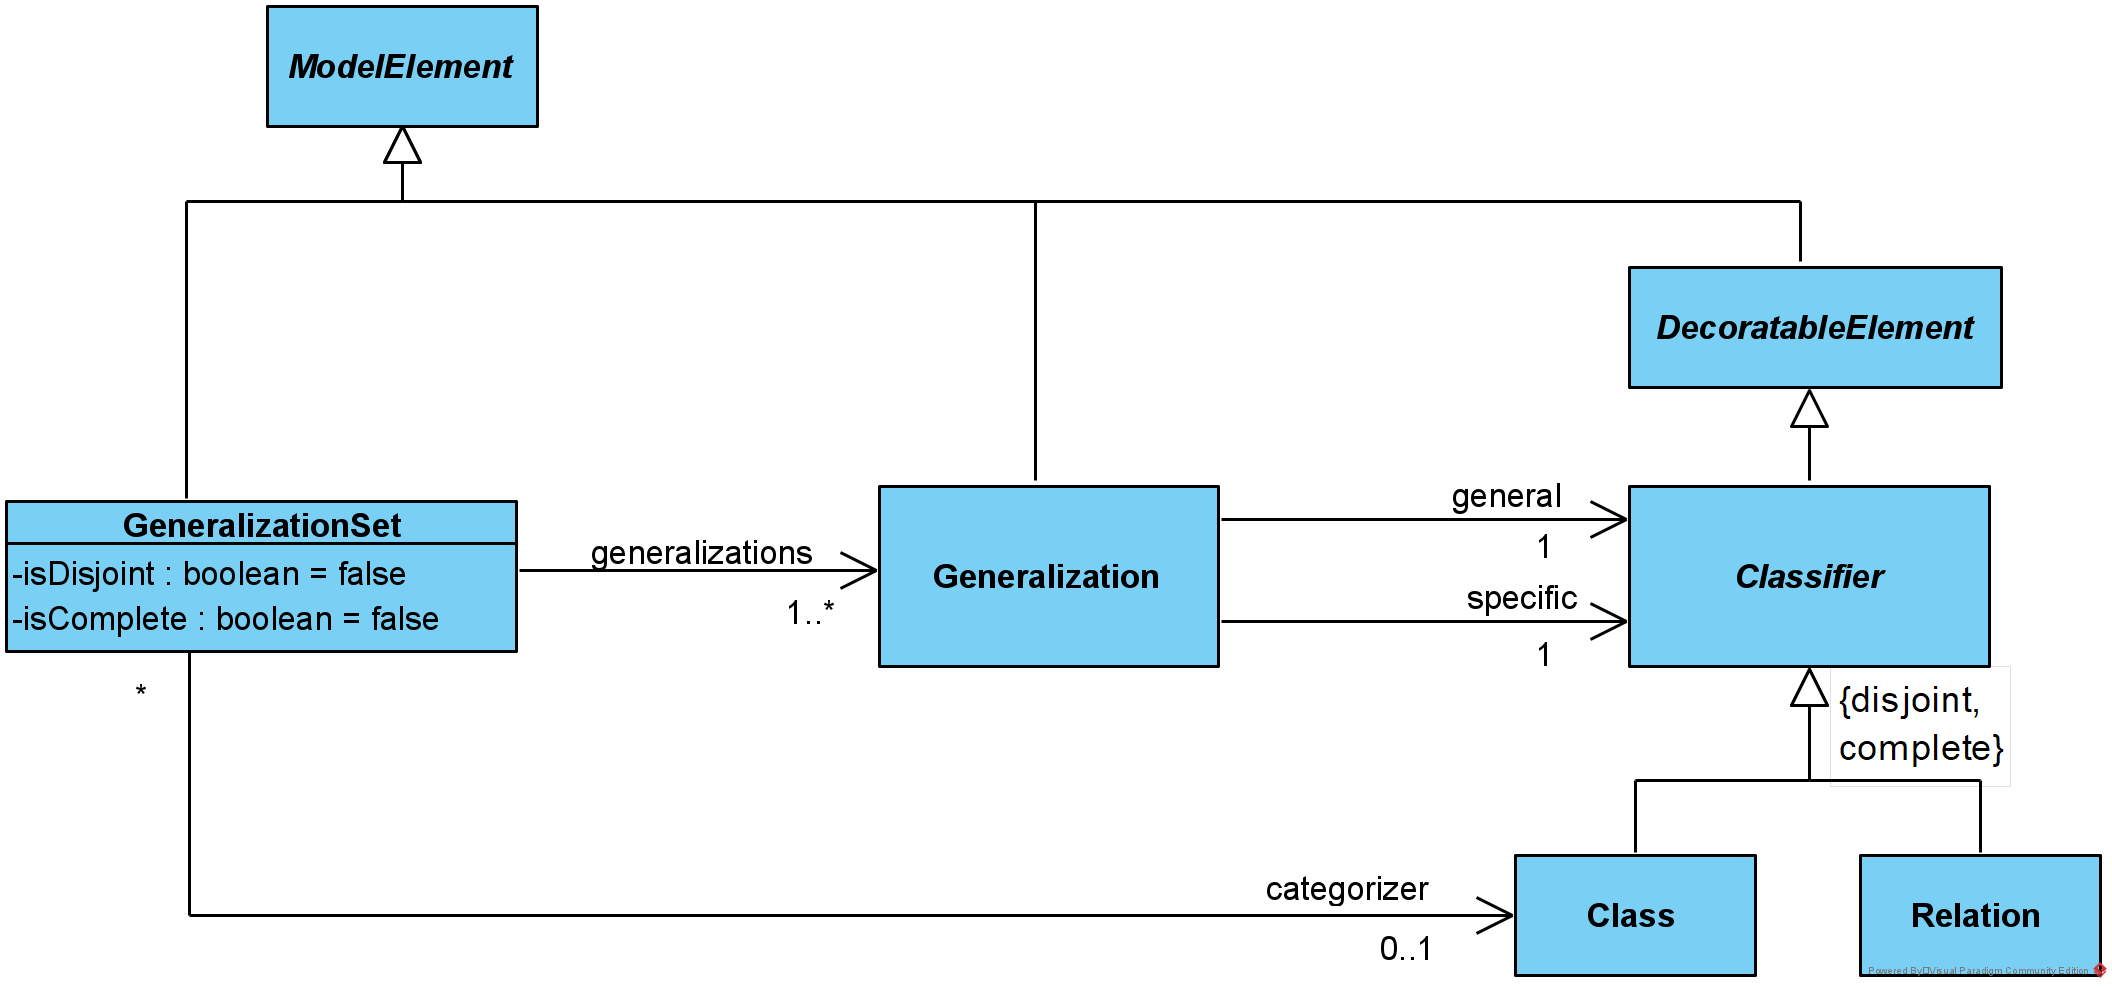 ModelElement
DecoratableElement
GeneralizationSet
-isDisjoint : boolean = false
-isComplete : boolean = false
generalizations
1..*
Generalization
general
1
specific
1
Classifier
*
{disjoint,
complete}
categorizer
0..1
Class
Relation
Powered By Visual Paradigm Community Edition